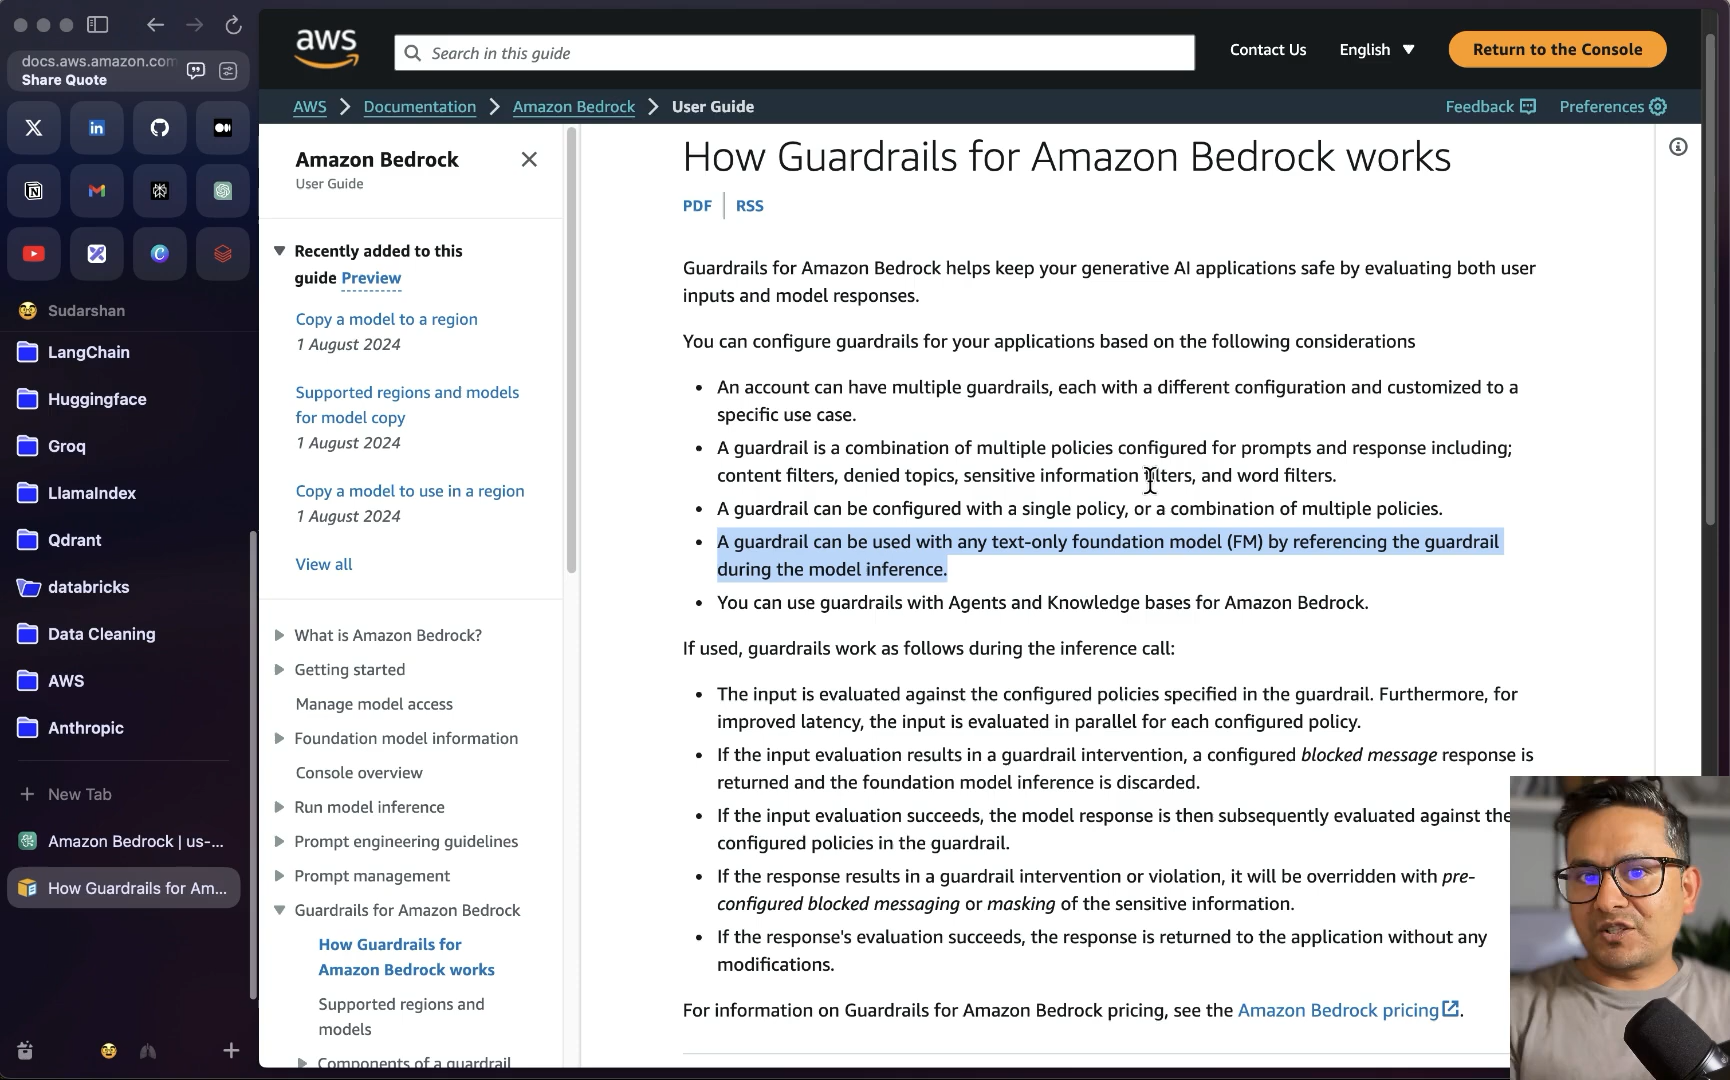 docs.aws.amazon.com
Share Quote
Sudarshan
LangChain
Huggingface
Groq
LlamaIndex
Qdrant
databricks
Data Cleaning
AWS
Anthropic
New Tab
Amazon Bedrock | us-...
How Guardrails for Am...
aws
Search in this guide
Contact Us
English
Return to the Console
AWS
Documentation
Amazon Bedrock
User Guide
Feedback
Preferences
Amazon Bedrock
User Guide
Recently added to this
guide Preview
Copy a model to a region
1 August 2024
Supported regions and models
for model copy
1 August 2024
Copy a model to use in a region
1 August 2024
View all
What is Amazon Bedrock?
Getting started
Manage model access
Foundation model information
Console overview
Run model inference
Prompt engineering guidelines
Prompt management
Guardrails for Amazon Bedrock
How Guardrails for
Amazon Bedrock works
Supported regions and
models
Components of a guardrail
How Guardrails for Amazon Bedrock works
PDF
RSS
Guardrails for Amazon Bedrock helps keep your generative AI applications safe by evaluating both user
inputs and model responses.
You can configure guardrails for your applications based on the following considerations
• An account can have multiple guardrails, each with a different configuration and customized to a
specific use case.
• A guardrail is a combination of multiple policies configured for prompts and response including;
content filters, denied topics, sensitive information filters, and word filters.
• A guardrail can be configured with a single policy, or a combination of multiple policies.
• A guardrail can be used with any text-only foundation model (FM) by referencing the guardrail
during the model inference.
• You can use guardrails with Agents and Knowledge bases for Amazon Bedrock.
If used, guardrails work as follows during the inference call:
• The input is evaluated against the configured policies specified in the guardrail. Furthermore, for
improved latency, the input is evaluated in parallel for each configured policy.
• If the input evaluation results in a guardrail intervention, a configured blocked message response is
returned and the foundation model inference is discarded.
• If the input evaluation succeeds, the model response is then subsequently evaluated against the
configured policies in the guardrail.
• If the response results in a guardrail intervention or violation, it will be overridden with pre-
configured blocked messaging or masking of the sensitive information.
• If the response's evaluation succeeds, the response is returned to the application without any
modifications.
For information on Guardrails for Amazon Bedrock pricing, see the Amazon Bedrock pricing.